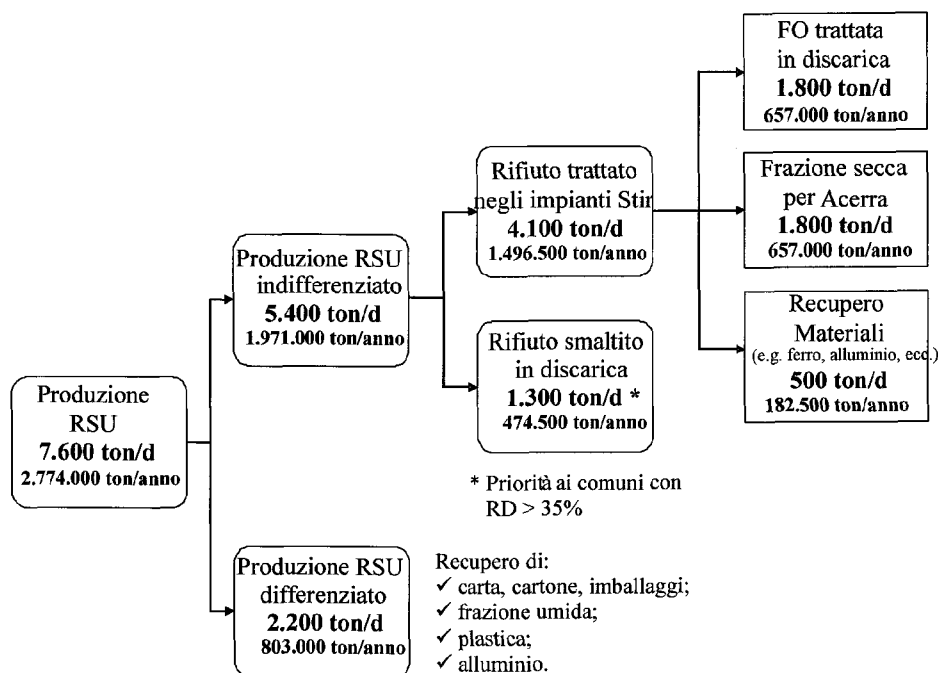 Produzione
RSU
7.600 ton/d
2.774.000 ton/anno
Produzione RSU
indifferenziato
5.400 ton/d
1.971.000 ton/anno
Produzione RSU
differenziato
2.200 ton/d
803.000 ton/anno
Rifiuto trattato
negli impianti Stir
4.100 ton/d
1.496.500 ton/anno
Rifiuto smaltito
in discarica
1.300 ton/d *
474.500 ton/anno
* Priorità ai comuni con
RD > 35%
Recupero di:
✓ carta, cartone, imballaggi;
✓ frazione umida;
✓ plastica;
✓ alluminio.
FO trattata
in discarica
1.800 ton/d
657.000 ton/anno
Frazione secca
per Acerra
1.800 ton/d
657.000 ton/anno
Recupero
Materiali
(e.g. ferro, alluminio, ecc.)
500 ton/d
182.500 ton/anno